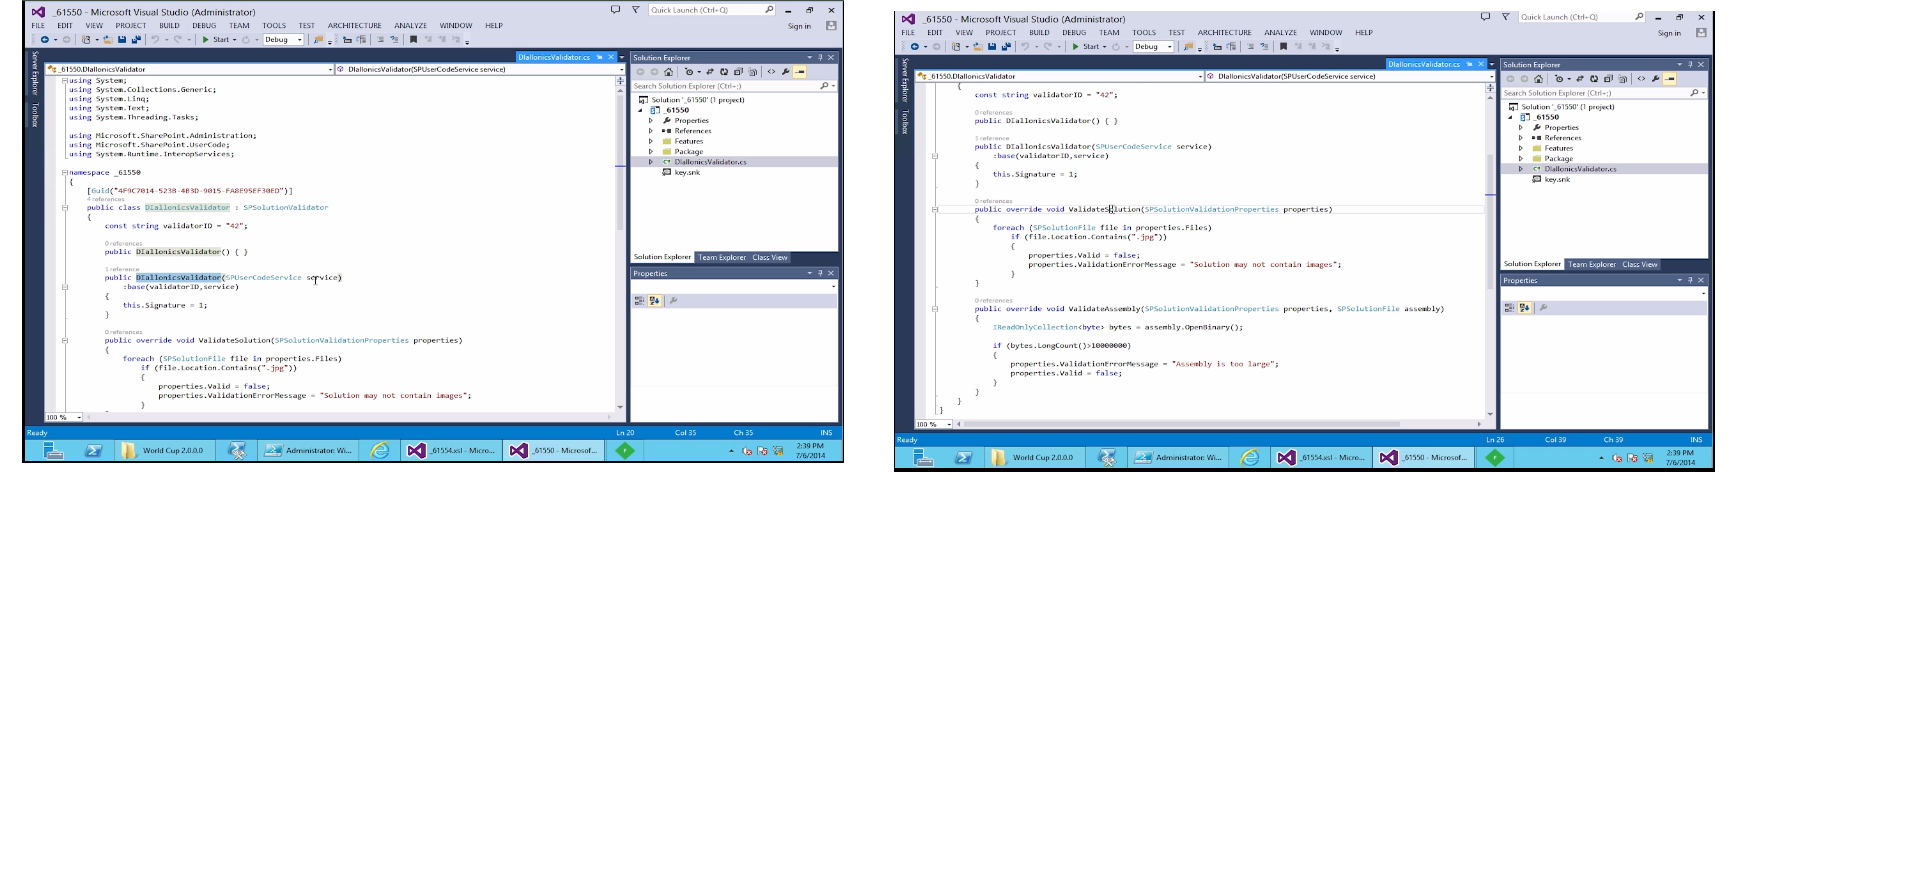 _61550 - Microsoft Visual Studio (Administrator)
Quick Launch (Ctrl+Q)
FILE EDIT VIEW PROJECT BUILD DEBUG TEAM TOOLS TEST ARCHITECTURE ANALYZE WINDOW HELP
Sign in
Start
Debug
Server Explorer
Toolbox
DIallonicsValidator.cs
_61550.DIallonicsValidator
DIallonicsValidator(SPUserCodeService service)
using System;
using System.Collections.Generic;
using System.Linq;
using System.Text;
using System.Threading.Tasks;
using Microsoft.SharePoint.Administration;
using Microsoft.SharePoint.UserCode;
using System.Runtime.InteropServices;
namespace _61550
{
[Guid("4F9C7014-5238-4B3D-9015-FA8E95EF30ED")]
4 references
public class DIallonicsValidator : SPSolutionValidator
{
const string validatorID = "42";
0 references
public DIallonicsValidator() { }
1 reference
public DIallonicsValidator(SPUserCodeService service)
:base(validatorID,service)
{
this.Signature = 1;
}
0 references
public override void ValidateSolution(SPSolutionValidationProperties properties)
{
foreach (SPSolutionFile file in properties.Files)
if (file.Location.Contains(".jpg"))
{
properties.Valid = false;
properties.ValidationErrorMessage = "Solution may not contain images";
}
100 %
Solution Explorer
Search Solution Explorer (Ctrl+;)
Solution '_61550' (1 project)
_61550
Properties
References
Features
Package
DIallonicsValidator.cs
key.snk
Solution Explorer Team Explorer Class View
Properties
Ready
Ln 20 Col 35 Ch 35 INS
World Cup 2.0.0.0
Administrator: Wi...
_61554.xsl - Micro...
_61550 - Microsof...
2:39 PM
7/6/2014
_61550 - Microsoft Visual Studio (Administrator)
Quick Launch (Ctrl+Q)
FILE EDIT VIEW PROJECT BUILD DEBUG TEAM TOOLS TEST ARCHITECTURE ANALYZE WINDOW HELP
Sign in
Start
Debug
Server Explorer
Toolbox
DIallonicsValidator.cs
_61550.DIallonicsValidator
DIallonicsValidator(SPUserCodeService service)
{
const string validatorID = "42";
0 references
public DIallonicsValidator() { }
1 reference
public DIallonicsValidator(SPUserCodeService service)
:base(validatorID,service)
{
this.Signature = 1;
}
0 references
public override void ValidateSolution(SPSolutionValidationProperties properties)
{
foreach (SPSolutionFile file in properties.Files)
if (file.Location.Contains(".jpg"))
{
properties.Valid = false;
properties.ValidationErrorMessage = "Solution may not contain images";
}
}
0 references
public override void ValidateAssembly(SPSolutionValidationProperties properties, SPSolutionFile assembly)
{
IReadOnlyCollection<byte> bytes = assembly.OpenBinary();
if (bytes.LongCount()>10000000)
{
properties.ValidationErrorMessage = "Assembly is too large";
properties.Valid = false;
}
}
}
}
100 %
Solution Explorer
Search Solution Explorer (Ctrl+;)
Solution '_61550' (1 project)
_61550
Properties
References
Features
Package
DIallonicsValidator.cs
key.snk
Solution Explorer Team Explorer Class View
Properties
Ready
Ln 26 Col 39 Ch 39 INS
World Cup 2.0.0.0
Administrator: Wi...
_61554.xsl - Micro...
_61550 - Microsof...
2:39 PM
7/6/2014